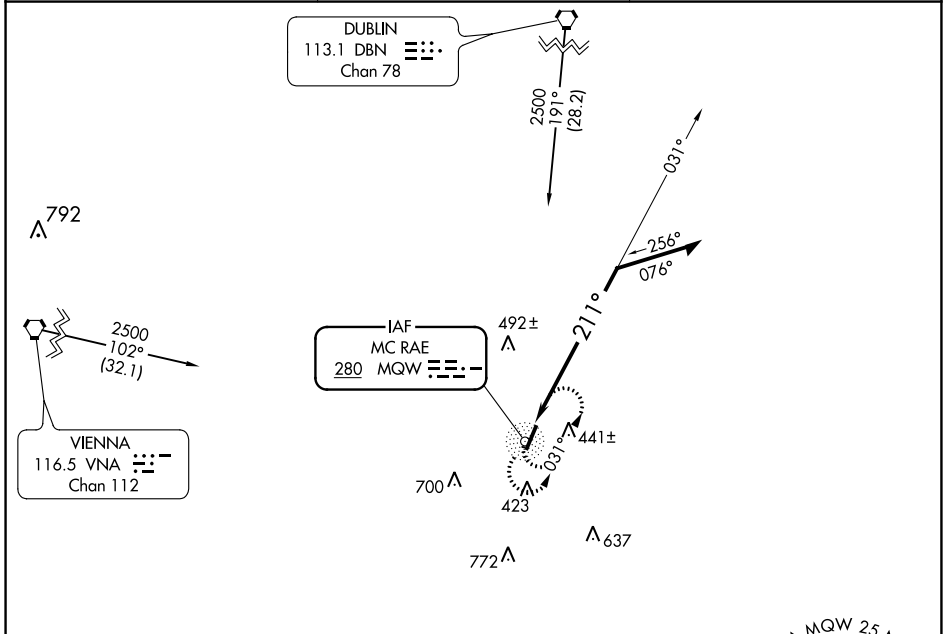 DUBLIN
113.1 DBN
Chan 78
2500
191°
(28.2)
031°
792
256°
076°
2500
102°
(32.1)
IAF
MC RAE
280 MQW
492±
211°
VIENNA
116.5 VNA
Chan 112
441±
031°
700
423
772
637
MQW 25